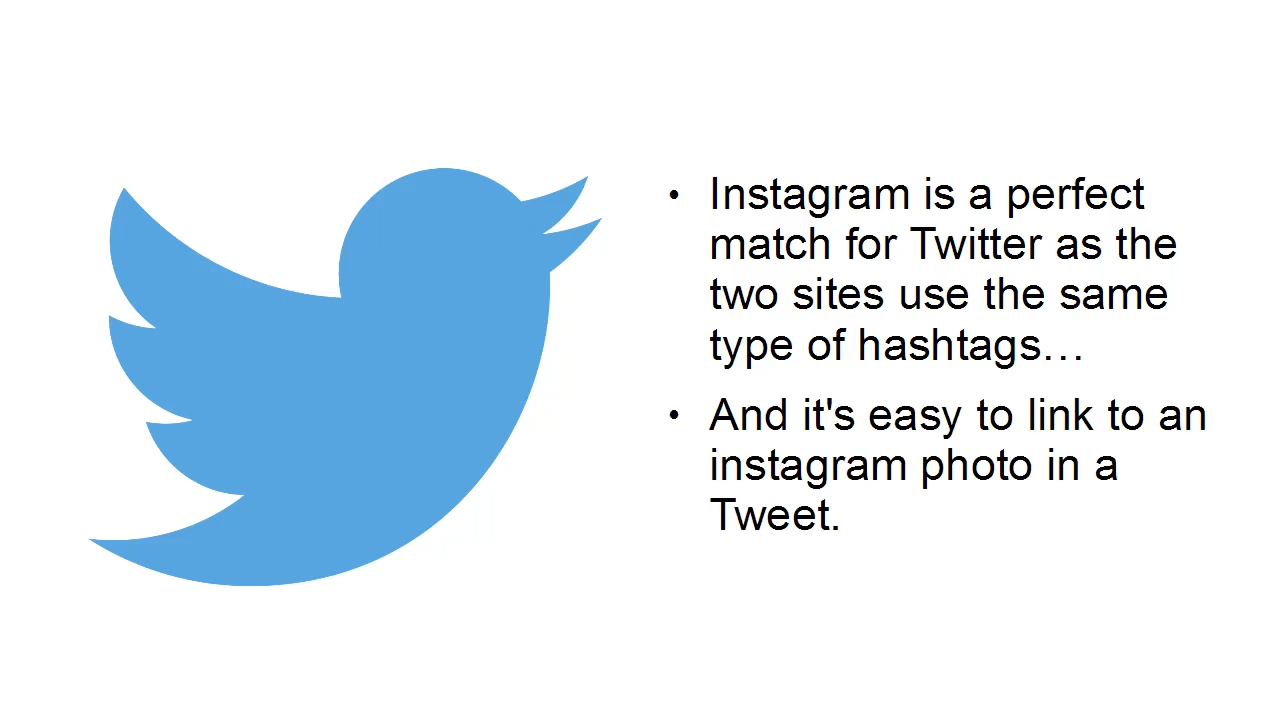 • Instagram is a perfect
match for Twitter as the
two sites use the same
type of hashtags…
• And it's easy to link to an
instagram photo in a
Tweet.